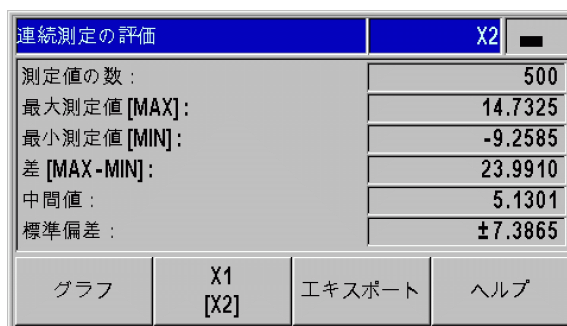 連続測定の評価 X2
測定値の数: 500
最大測定値[MAX]: 14.7325
最小測定値[MIN]: -9.2585
差[MAX-MIN]: 23.9910
中間値: 5.1301
標準偏差: ±7.3865
グラフ X1 [X2] エキスポート ヘルプ